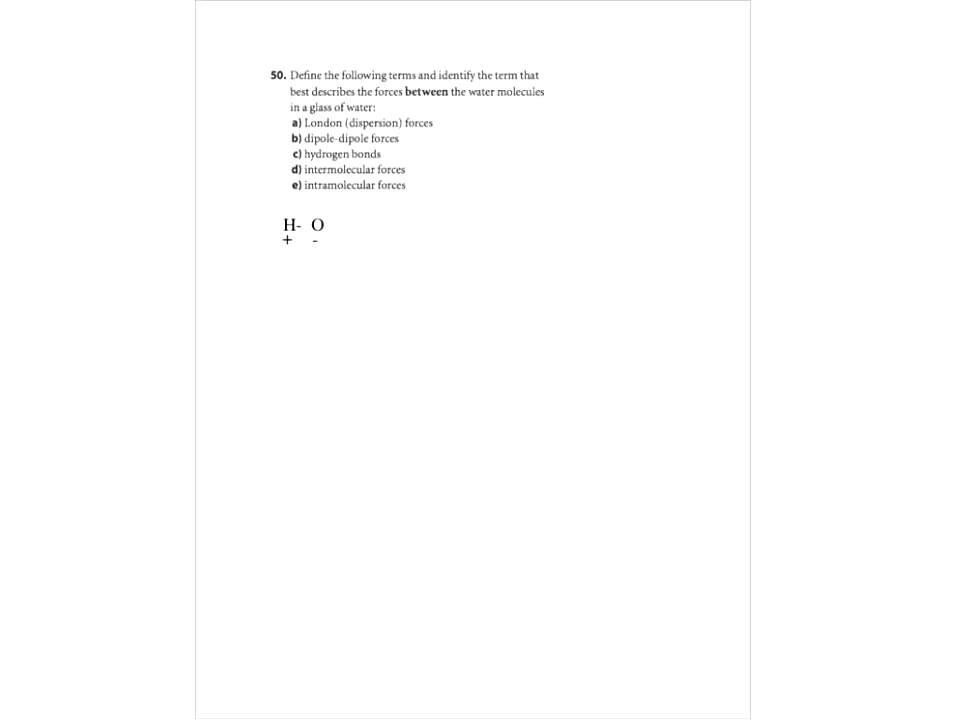 50. Define the following terms and identify the term that
best describes the forces between the water molecules
in a glass of water:
a) London (dispersion) forces
b) dipole-dipole forces
c) hydrogen bonds
d) intermolecular forces
e) intramolecular forces
H- O
+ -